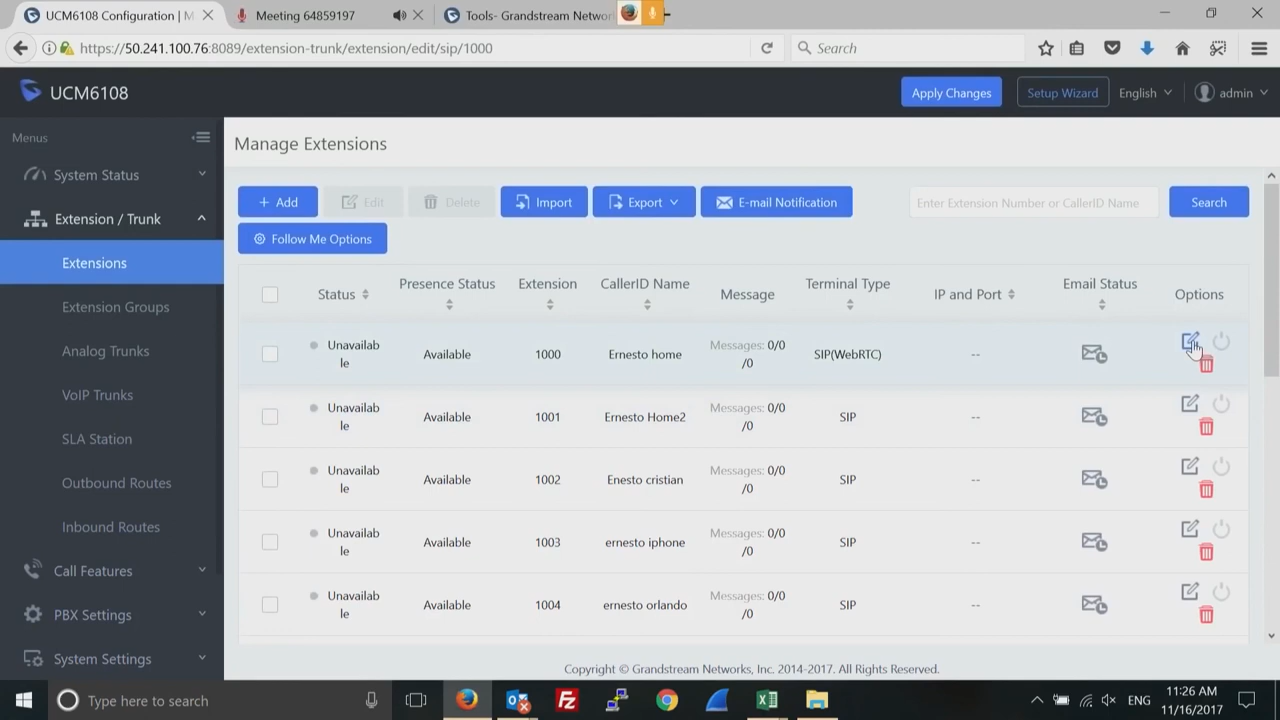 UCM6108 Configuration | M
Meeting 64859197
Tools- Grandstream Networ
https://50.241.100.76:8089/extension-trunk/extension/edit/sip/1000
Search
UCM6108
Apply Changes
Setup Wizard
English
admin
Menus
System Status
Extension / Trunk
Extensions
Extension Groups
Analog Trunks
VoIP Trunks
SLA Station
Outbound Routes
Inbound Routes
Call Features
PBX Settings
System Settings
Manage Extensions
+ Add
Edit
Delete
Import
Export
E-mail Notification
Enter Extension Number or CallerID Name
Search
Follow Me Options
Status Presence Status Extension CallerID Name Message Terminal Type IP and Port Email Status Options
Unavailab Available 1000 Ernesto home Messages: 0/0 SIP(WebRTC) --
le /0
Unavailab Available 1001 Ernesto Home2 Messages: 0/0 SIP --
le /0
Unavailab Available 1002 Enesto cristian Messages: 0/0 SIP --
le /0
Unavailab Available 1003 ernesto iphone Messages: 0/0 SIP --
le /0
Unavailab Available 1004 ernesto orlando Messages: 0/0 SIP --
le /0
Copyright © Grandstream Networks, Inc. 2014-2017. All Rights Reserved.
Type here to search
ENG
11:26 AM
11/16/2017